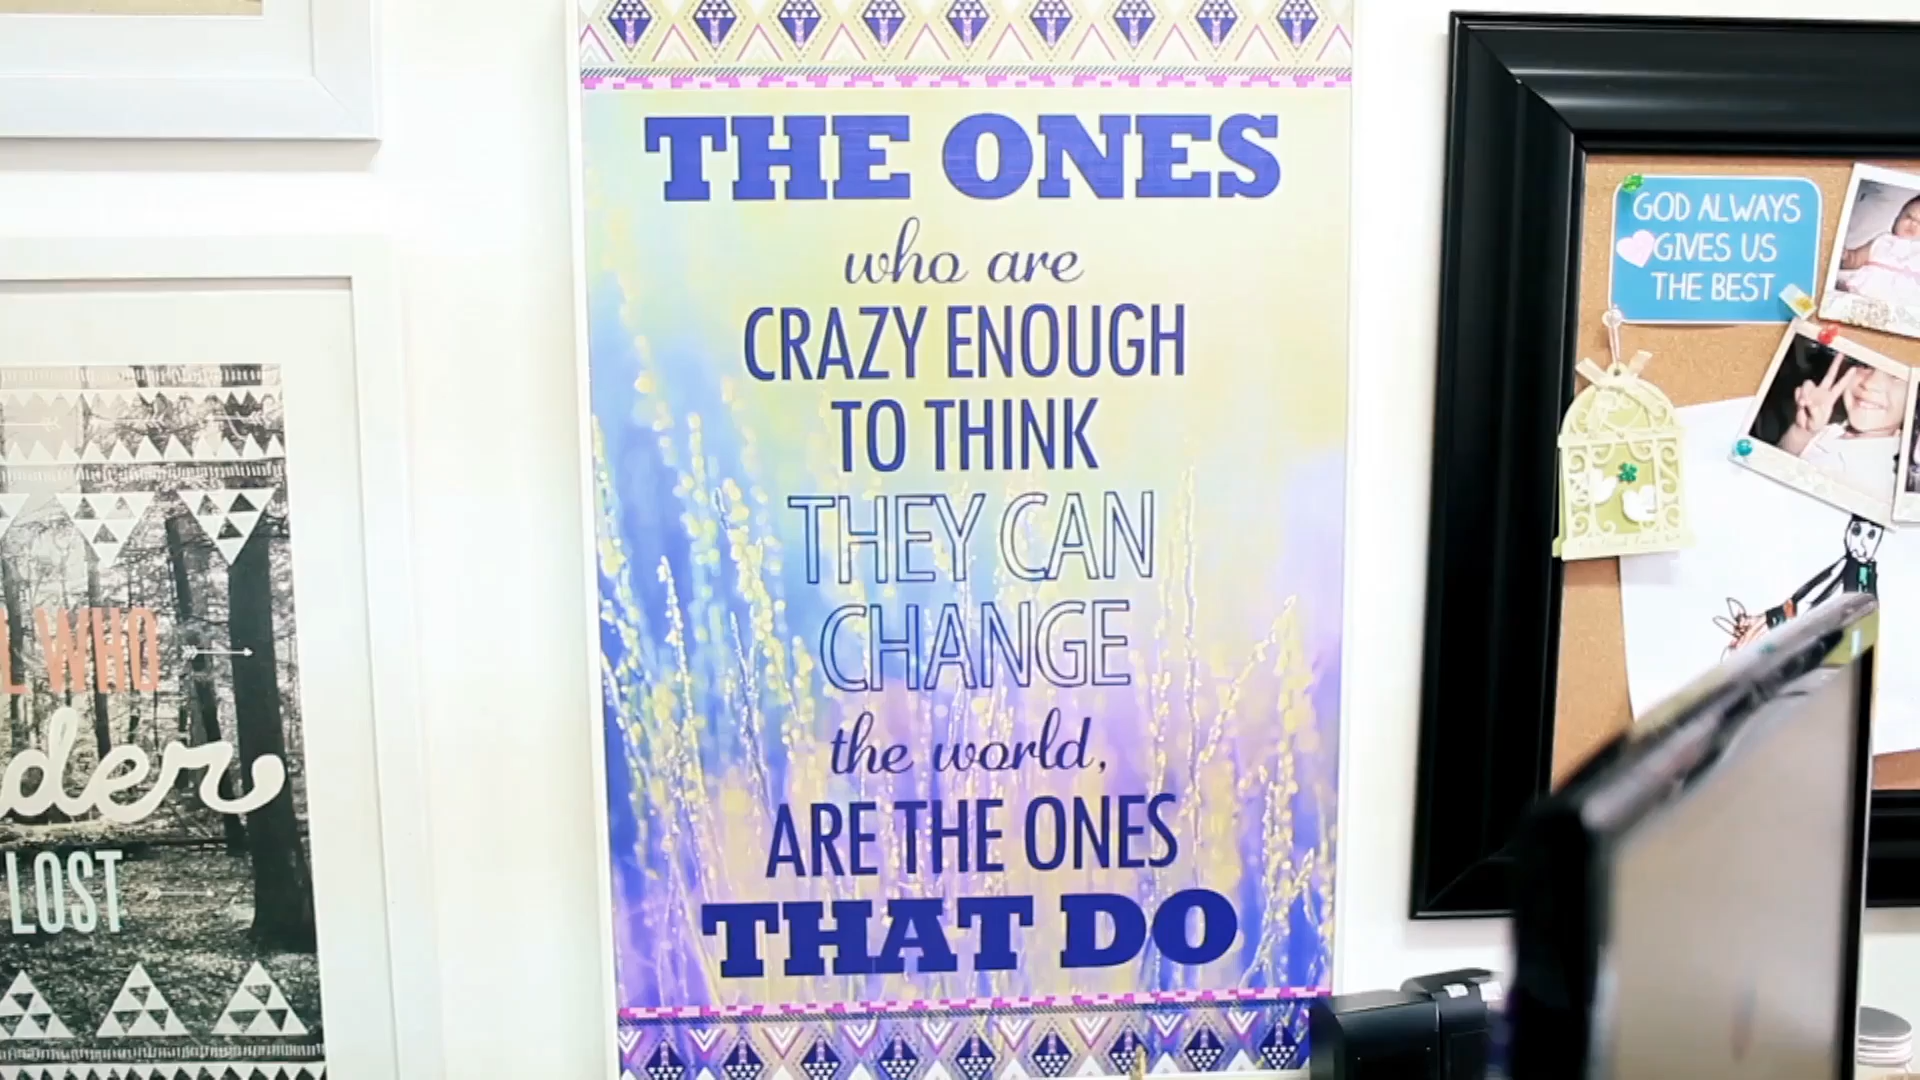 THE ONES
who are
CRAZY ENOUGH
TO THINK
THEY CAN
CHANGE
the world,
ARE THE ONES
THAT DO
WHO
der
LOST
GOD ALWAYS
GIVES US
THE BEST